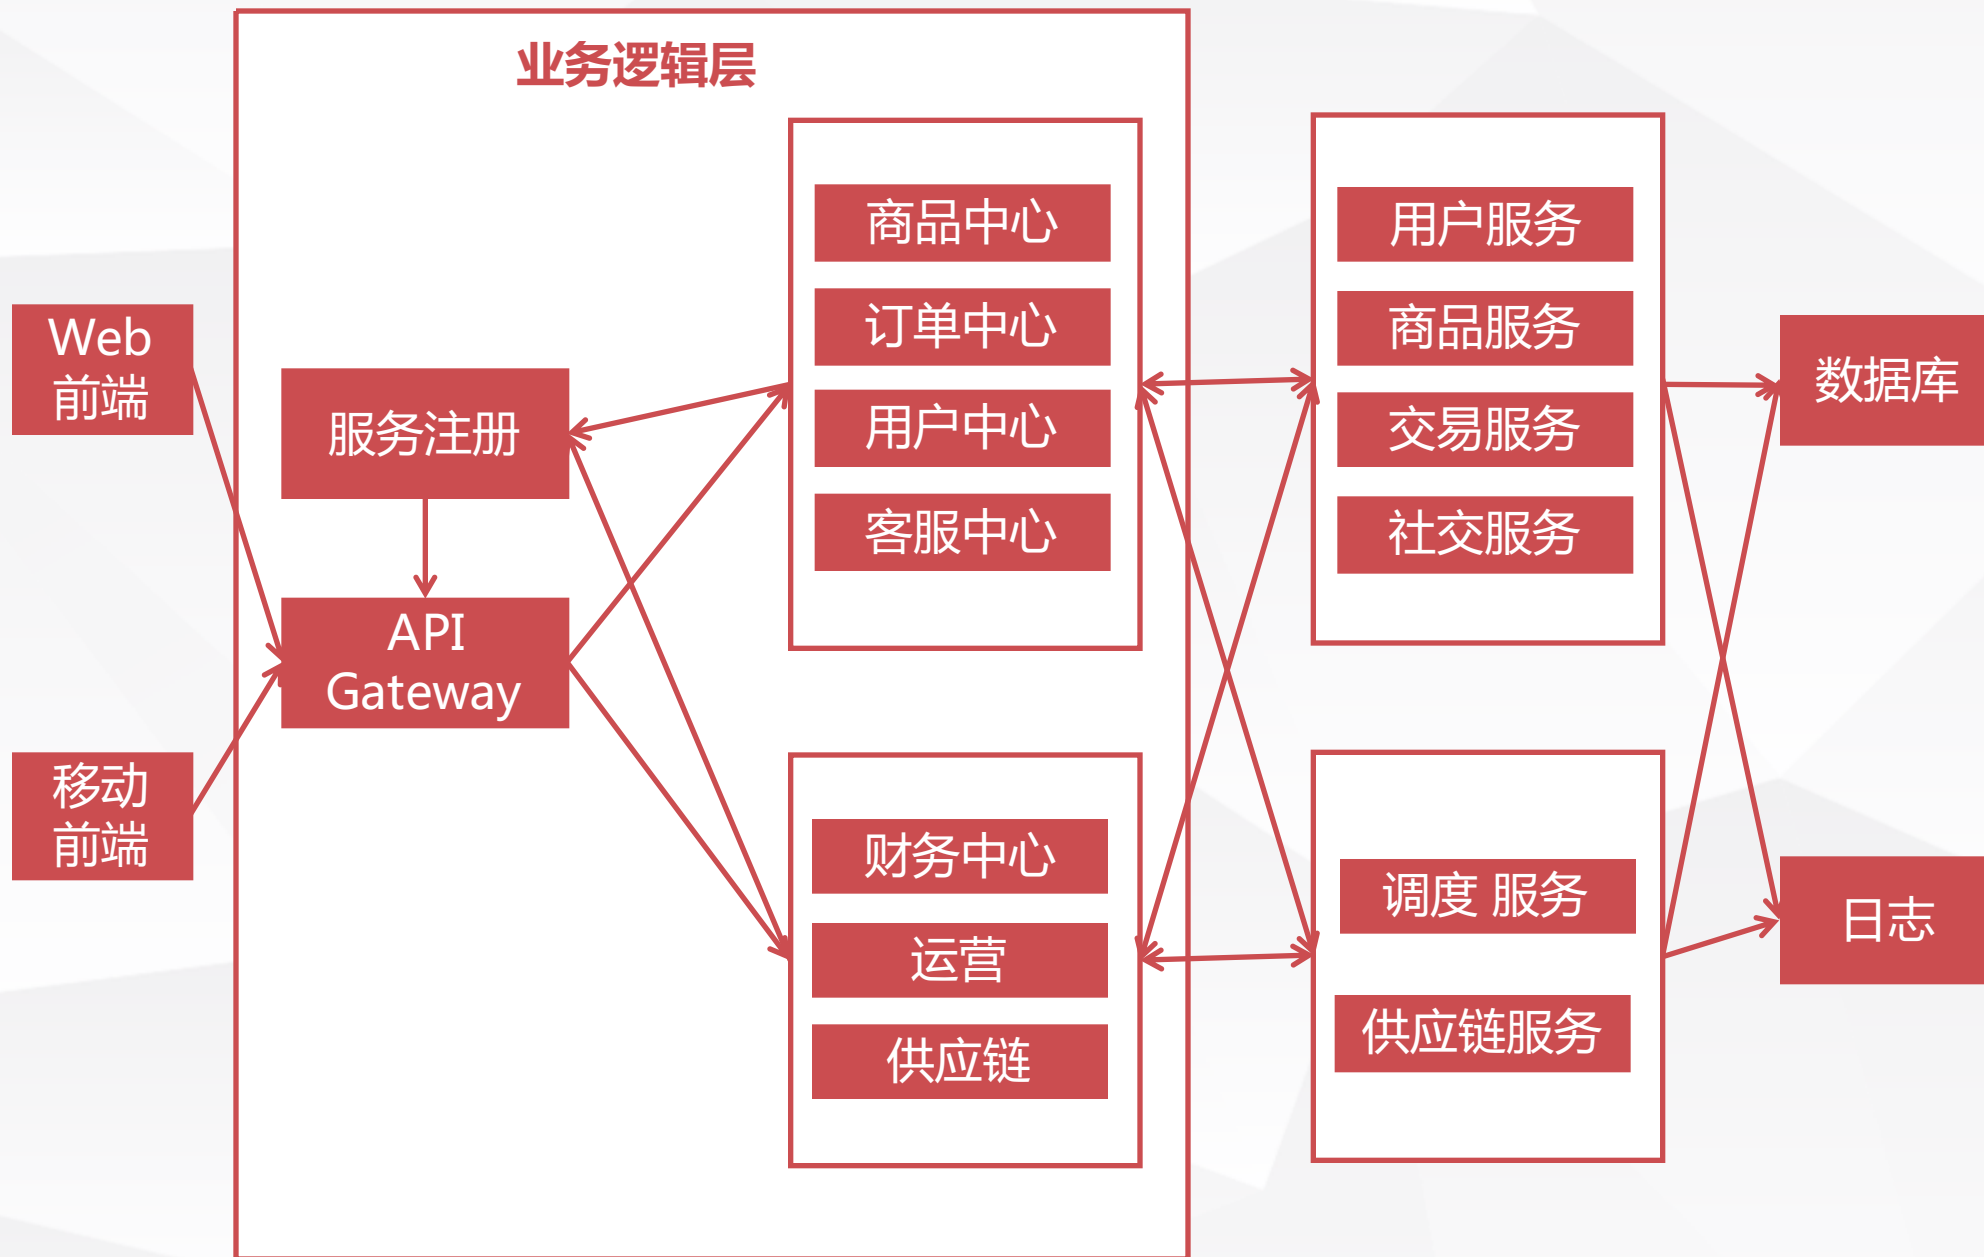 业务逻辑层
Web
前端
移动
前端
服务注册
API
Gateway
商品中心
订单中心
用户中心
客服中心
财务中心
运营
供应链
用户服务
商品服务
交易服务
社交服务
调度 服务
供应链服务
数据库
日志